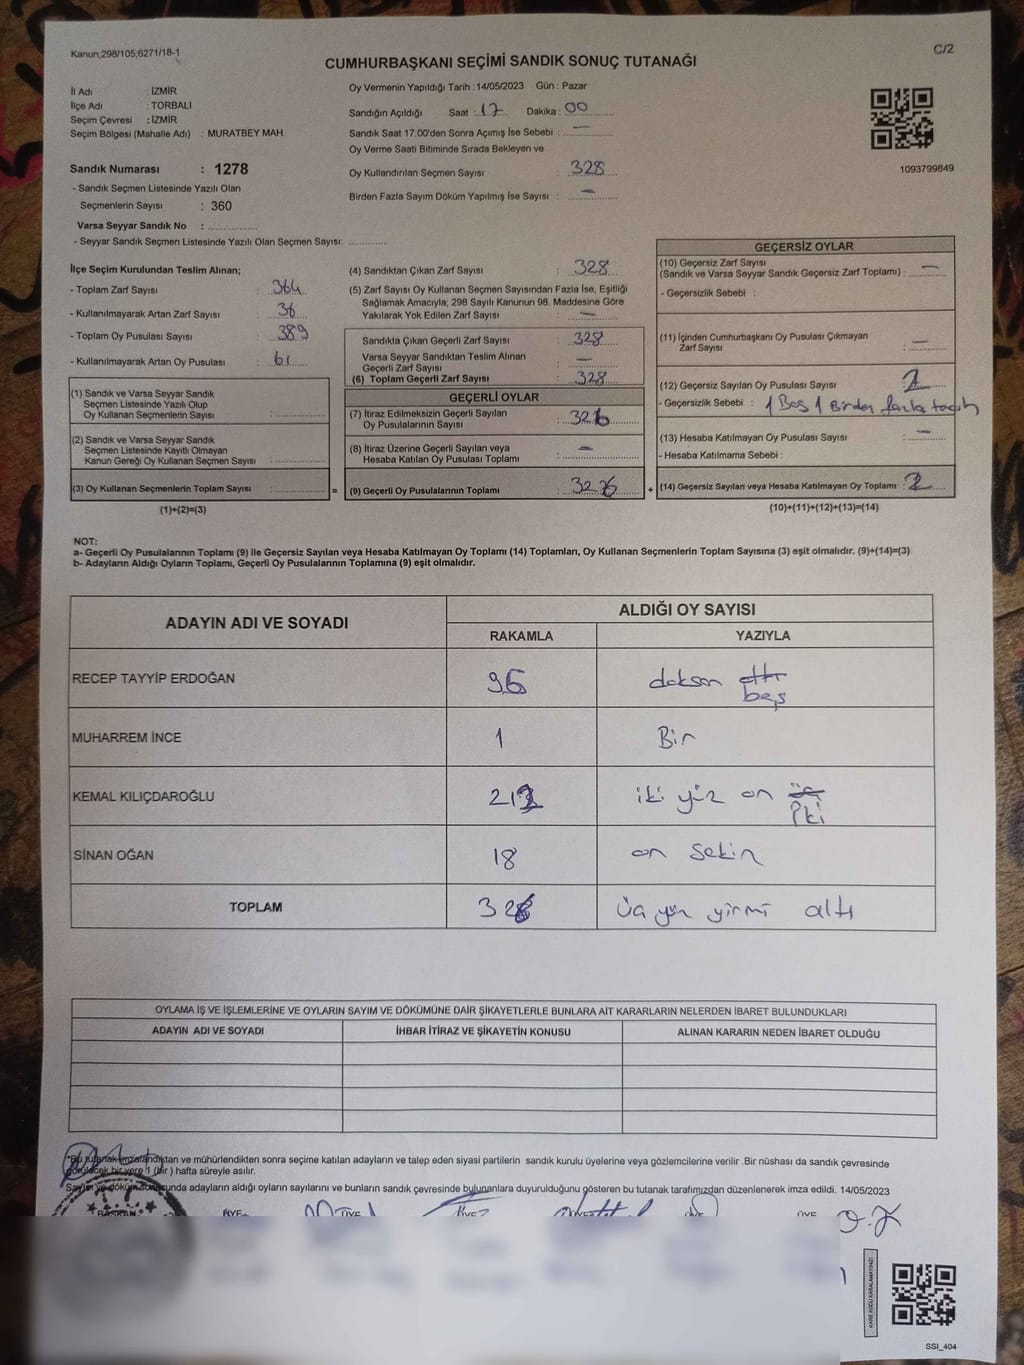 Kanun,298/105;6271/18-1
C/2
CUMHURBAŞKANI SEÇİMİ SANDIK SONUÇ TUTANAĞI
İl Adı : İZMİR
İlçe Adı : TORBALI
Seçim Çevresi : İZMİR
Seçim Bölgesi (Mahalle Adı) : MURATBEY MAH.
Oy Vermenin Yapıldığı Tarih : 14/05/2023 Gün : Pazar
Sandığın Açıldığı Saat : 17 Dakika : 00
Sandık Saat 17:00'den Sonra Açımış İse Sebebi : —
Oy Verme Saati Bitiminde Sırada Bekleyen ve
Oy Kullandırılan Seçmen Sayısı : 328
Birden Fazla Sayım Döküm Yapılmış İse Sayısı : —
1093799849
Sandık Numarası : 1278
- Sandık Seçmen Listesinde Yazılı Olan
Seçmenlerin Sayısı : 360
Varsa Seyyar Sandık No :
- Seyyar Sandık Seçmen Listesinde Yazılı Olan Seçmen Sayısı:
İlçe Seçim Kurulundan Teslim Alınan;
- Toplam Zarf Sayısı : 364
- Kullanılmayarak Artan Zarf Sayısı : 36
- Toplam Oy Pusulası Sayısı : 389
- Kullanılmayarak Artan Oy Pusulası : 61
(1) Sandık ve Varsa Seyyar Sandık
Seçmen Listesinde Yazılı Olup
Oy Kullanan Seçmenlerin Sayısı :
(2) Sandık ve Varsa Seyyar Sandık
Seçmen Listesinde Kayıtlı Olmayan
Kanun Gereği Oy Kullanan Seçmen Sayısı :
(3) Oy Kullanan Seçmenlerin Toplam Sayısı :
(1)+(2)=(3)
(4) Sandıktan Çıkan Zarf Sayısı : 328
(5) Zarf Sayısı Oy Kullanan Seçmen Sayısından Fazla İse, Eşitliği
Sağlamak Amacıyla; 298 Sayılı Kanunun 98. Maddesine Göre
Yakılarak Yok Edilen Zarf Sayısı : —
Sandıkta Çıkan Geçerli Zarf Sayısı : 328
Varsa Seyyar Sandıktan Teslim Alınan
Geçerli Zarf Sayısı : —
(6) Toplam Geçerli Zarf Sayısı : 328
GEÇERLİ OYLAR
(7) İtiraz Edilmeksizin Geçerli Sayılan
Oy Pusulalarının Sayısı : 326
(8) İtiraz Üzerine Geçerli Sayılan veya
Hesaba Katılan Oy Pusulası Toplamı : —
= (9) Geçerli Oy Pusulalarının Toplamı : 326 +
GEÇERSİZ OYLAR
(10) Geçersiz Zarf Sayısı
(Sandık ve Varsa Seyyar Sandık Geçersiz Zarf Toplamı) : —
- Geçersizlik Sebebi :
(11) İçinden Cumhurbaşkanı Oy Pusulası Çıkmayan
Zarf Sayısı : —
(12) Geçersiz Sayılan Oy Pusulası Sayısı : 2
- Geçersizlik Sebebi : 1 Boş 1 Birden fazla
(13) Hesaba Katılmayan Oy Pusulası Sayısı : —
- Hesaba Katılmama Sebebi :
(14) Geçersiz Sayılan veya Hesaba Katılmayan Oy Toplamı : 2
(10)+(11)+(12)+(13)=(14)
NOT:
a- Geçerli Oy Pusulalarının Toplamı (9) ile Geçersiz Sayılan veya Hesaba Katılmayan Oy Toplamı (14) Toplamları, Oy Kullanan Seçmenlerin Toplam Sayısına (3) eşit olmalıdır. (9)+(14)=(3)
b- Adayların Aldığı Oyların Toplamı, Geçerli Oy Pusulalarının Toplamına (9) eşit olmalıdır.
ADAYIN ADI VE SOYADI ALDIĞI OY SAYISI
RAKAMLA YAZIYLA
RECEP TAYYİP ERDOĞAN 95 doksan altı
beş
MUHARREM İNCE 1 Bir
KEMAL KILIÇDAROĞLU 212 iki yüz on üç
iki
SİNAN OĞAN 18 on sekiz
TOPLAM 326 üç yüz yirmi altı
OYLAMA İŞ VE İŞLEMLERİNE VE OYLARIN SAYIM VE DÖKÜMÜNE DAİR ŞİKAYETLERLE BUNLARA AİT KARARLARIN NELERDEN İBARET BULUNDUKLARI
ADAYIN ADI VE SOYADI İHBAR İTİRAZ VE ŞİKAYETİN KONUSU ALINAN KARARIN NEDEN İBARET OLDUĞU
*Bu tutanak imzalandıktan ve mühürlendikten sonra seçime katılan adayların ve talep eden siyasi partilerin sandık kurulu üyelerine veya gözlemcilerine verilir .Bir nüshası da sandık çevresinde
görülecek bir yere 1 (bir ) hafta süreyle asılır.
Sayım ve döküm sonucunda adayların aldığı oyların sayılarını ve bunların sandık çevresinde bulunanlara duyurulduğunu gösteren bu tutanak tarafımızdan düzenlenerek imza edildi. 14/05/2023
BAŞKAN ÜYE ÜYE ÜYE ÜYE ÜYE ÜYE
KARE KODU KARALAMAYINIZ!
SSI_404